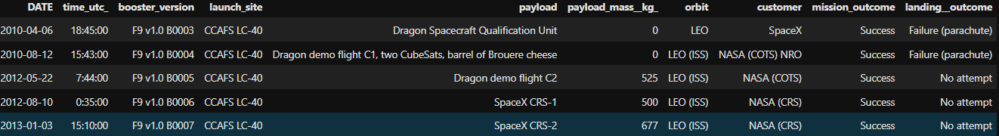 DATE time_utc_ booster_version launch_site payload payload_mass__kg_ orbit customer mission_outcome landing__outcome
2010-04-06 18:45:00 F9 v1.0 B0003 CCAFS LC-40 Dragon Spacecraft Qualification Unit 0 LEO SpaceX Success Failure (parachute)
2010-08-12 15:43:00 F9 v1.0 B0004 CCAFS LC-40 Dragon demo flight C1, two CubeSats, barrel of Brouere cheese 0 LEO (ISS) NASA (COTS) NRO Success Failure (parachute)
2012-05-22 7:44:00 F9 v1.0 B0005 CCAFS LC-40 Dragon demo flight C2 525 LEO (ISS) NASA (COTS) Success No attempt
2012-08-10 0:35:00 F9 v1.0 B0006 CCAFS LC-40 SpaceX CRS-1 500 LEO (ISS) NASA (CRS) Success No attempt
2013-01-03 15:10:00 F9 v1.0 B0007 CCAFS LC-40 SpaceX CRS-2 677 LEO (ISS) NASA (CRS) Success No attempt